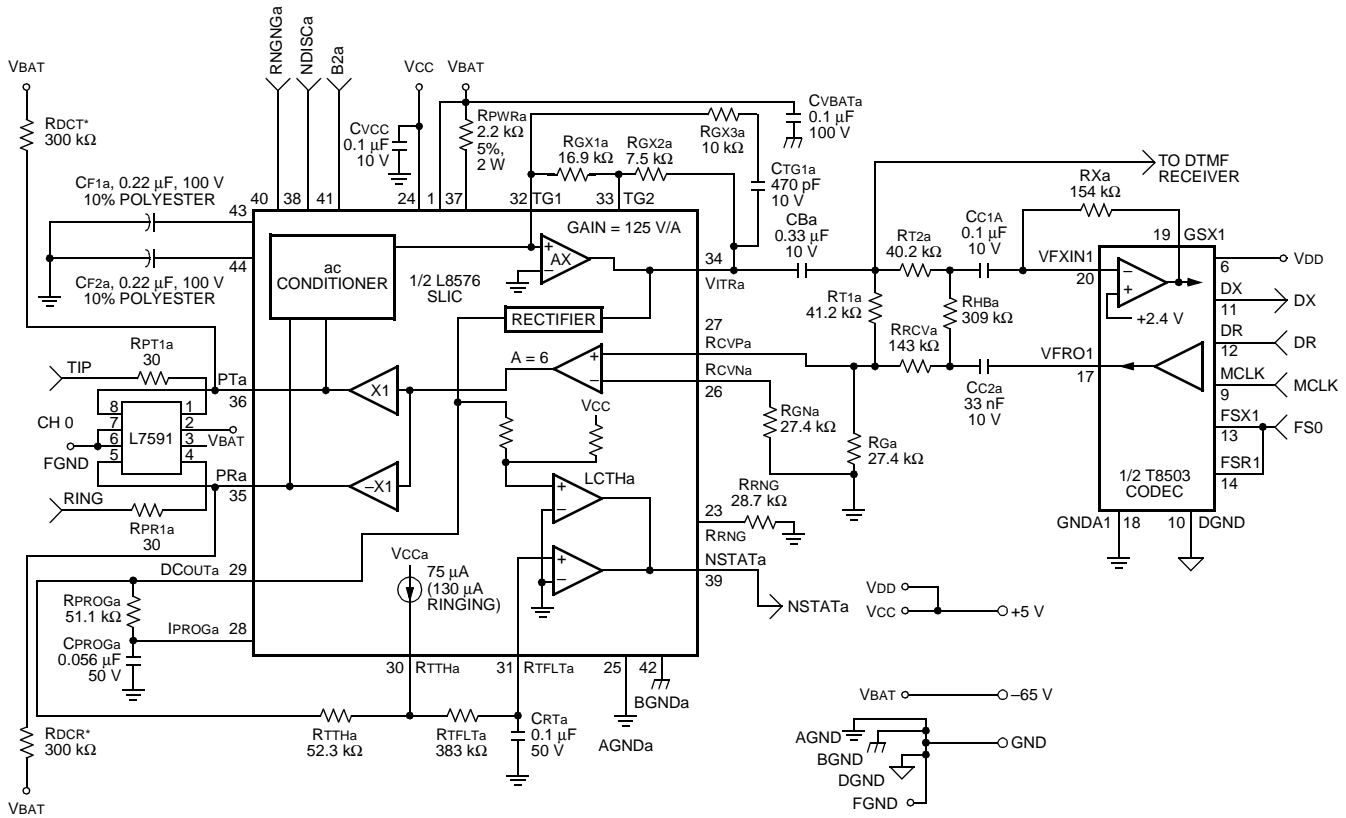 RNGNGa
NDISCa
B2a
VBAT
VCC
VBAT
RDCT*
300 kΩ
CVCC
0.1 μF
10 V
RPWRa
2.2 kΩ
5%,
2 W
CVBATa
0.1 μF
100 V
RGX1a
16.9 kΩ
RGX2a
7.5 kΩ
RGX3a
10 kΩ
CTG1a
470 pF
10 V
TO DTMF
RECEIVER
RXa
154 kΩ
CF1a, 0.22 μF, 100 V
10% POLYESTER
CF2a, 0.22 μF, 100 V
10% POLYESTER
43
44
40
38
41
24
1
37
32 TG1
33 TG2
GAIN = 125 V/A
ac
CONDITIONER
1/2 L8576
SLIC
+
–
AX
RECTIFIER
34
VITRa
CBa
0.33 μF
10 V
RT2a
40.2 kΩ
CC1A
0.1 μF
10 V
RT1a
41.2 kΩ
RHBa
309 kΩ
RRCVa
143 kΩ
CC2a
33 nF
10 V
VFXIN1
20
19 GSX1
–
+
+2.4 V
6
VDD
DX
11
DX
DR
12
DR
MCLK
9
MCLK
FSX1
13
FS0
FSR1
14
VFRO1
17
1/2 T8503
CODEC
GNDA1 18
10 DGND
27
RCVPa
RCVNa
26
RGNa
27.4 kΩ
RGa
27.4 kΩ
RPT1a
30
TIP
PTa
36
CH 0
FGND
8
7
6
5
L7591
1
2
3
4
VBAT
X1
A = 6
+
–
VCC
PRa
35
–X1
RING
RPR1a
30
LCTHa
+
–
+
–
RRNG
28.7 kΩ
23
RRNG
NSTATa
39
NSTATa
DCOUTa 29
VCCa
75 μA
(130 μA
RINGING)
RPROGa
51.1 kΩ
IPROGa 28
CPROGa
0.056 μF
50 V
30 RTTHa
31 RTFLTa
25
42
BGNDa
AGNDa
RDCR*
300 kΩ
VBAT
RTTHa
52.3 kΩ
RTFLTa
383 kΩ
CRTa
0.1 μF
50 V
VDD
VCC
+5 V
VBAT
–65 V
AGND
BGND
DGND
FGND
GND